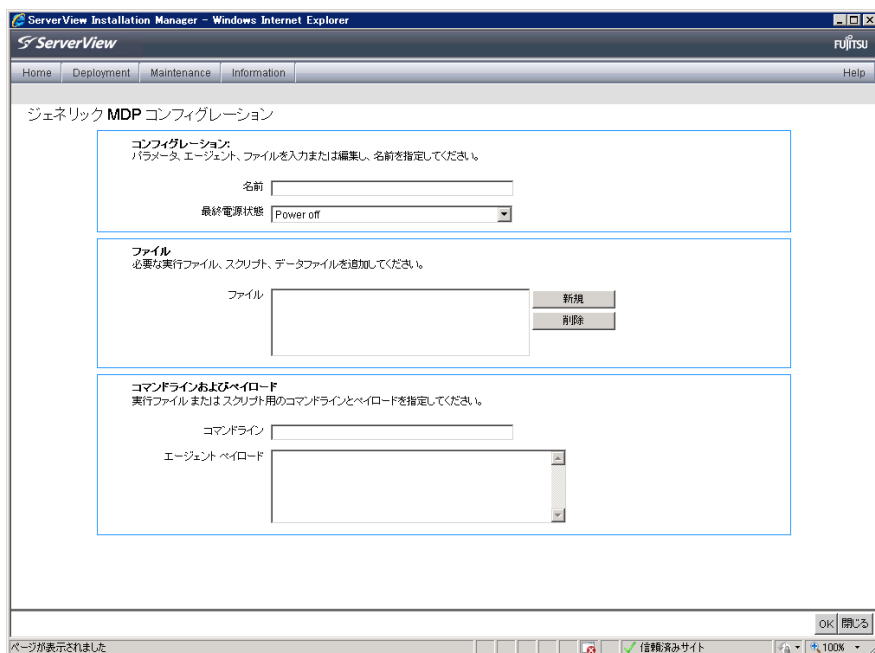 ServerView Installation Manager - Windows Internet Explorer
ServerView
FUJITSU
Home Deployment Maintenance Information Help
ジェネリック MDP コンフィグレーション
コンフィグレーション:
パラメータ、エージェント、ファイルを入力または編集し、名前を指定してください。
名前
最終電源状態 Power off
ファイル
必要な実行ファイル、スクリプト、データファイルを追加してください。
ファイル
新規
削除
コマンドラインおよびペイロード
実行ファイル または スクリプト用のコマンドラインとペイロードを指定してください。
コマンドライン
エージェント ペイロード
OK 閉じる
ページが表示されました 信頼済みサイト 100%